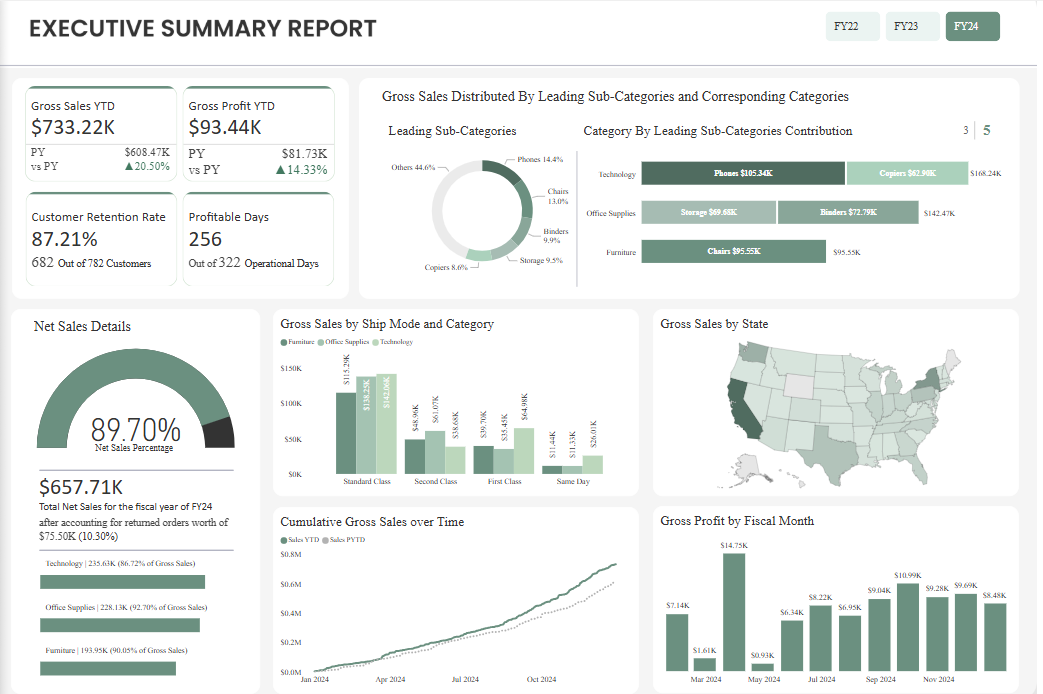 EXECUTIVE SUMMARY REPORT
FY22
FY23
FY24
Gross Sales YTD
$733.22K
PY $608.47K
vs PY ▲20.50%
Gross Profit YTD
$93.44K
PY $81.73K
vs PY ▲14.33%
Customer Retention Rate
87.21%
682 Out of 782 Customers
Profitable Days
256
Out of 322 Operational Days
Gross Sales Distributed By Leading Sub-Categories and Corresponding Categories
Leading Sub-Categories
Others 44.6%
Phones 14.4%
Chairs
13.0%
Binders
9.9%
Storage 9.5%
Copiers 8.6%
Category By Leading Sub-Categories Contribution
3 5
Technology Phones $105.34K Copiers $62.90K $168.24K
Office Supplies Storage $69.68K Binders $72.79K $142.47K
Furniture Chairs $95.55K $95.55K
Net Sales Details
89.70%
Net Sales Percentage
$657.71K
Total Net Sales for the fiscal year of FY24
after accounting for returned orders worth of
$75.50K (10.30%)
Technology | 235.63K (86.72% of Gross Sales)
Office Supplies | 228.13K (92.70% of Gross Sales)
Furniture | 193.95K (90.05% of Gross Sales)
Gross Sales by Ship Mode and Category
Furniture Office Supplies Technology
$150K
$100K
$50K
$0K
$115.29K
$138.25K
$142.06K
$48.96K
$61.07K
$38.68K
$39.70K
$35.45K
$64.98K
$11.44K
$11.33K
$26.01K
Standard Class
Second Class
First Class
Same Day
Gross Sales by State
Cumulative Gross Sales over Time
Sales YTD Sales PYTD
$0.8M
$0.6M
$0.4M
$0.2M
$0.0M
Jan 2024
Apr 2024
Jul 2024
Oct 2024
Gross Profit by Fiscal Month
$7.14K
$1.61K
$14.75K
$0.93K
$6.34K
$8.22K
$6.95K
$9.04K
$10.99K
$9.28K
$9.69K
$8.48K
Mar 2024
May 2024
Jul 2024
Sep 2024
Nov 2024